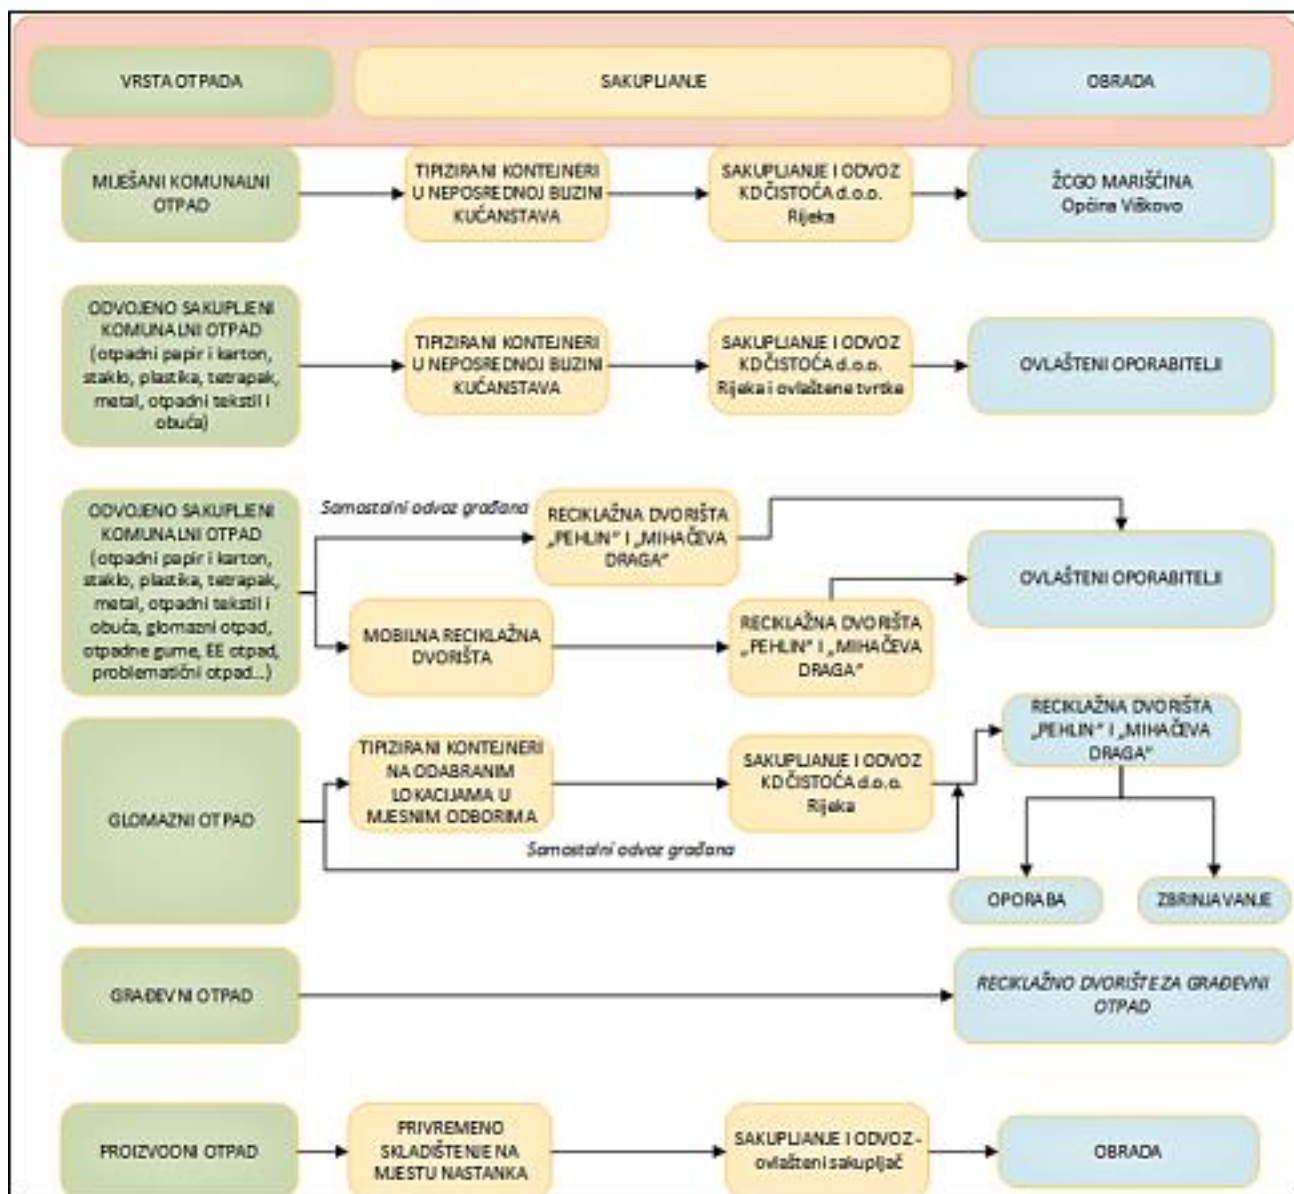 VRSTA OTPADA
SAKUPLJANJE
OBRADA
MIJEŠANI KOMUNALNI
OTPAD
TIPIZIRANI KONTEJNERI
U NEPOSREDNOJ BLIZINI
KUĆANSTAVA
SAKUPLJANJE I ODVOZ
KD ČISTOĆA d.o.o.
Rijeka
ŽCGO MARIŠĆINA
Općina Viškovo
ODVOJENO SAKUPLJENI
KOMUNALNI OTPAD
(otpadni papir i karton,
staklo, plastika, tetrapak,
metal, otpadni tekstil i
obuća)
TIPIZIRANI KONTEJNERI
U NEPOSREDNOJ BLIZINI
KUĆANSTAVA
SAKUPLJANJE I ODVOZ
KD ČISTOĆA d.o.o.
Rijeka i ovlaštene tvrtke
OVLAŠTENI OPORABITELJI
ODVOJENO SAKUPLJENI
KOMUNALNI OTPAD
(otpadni papir i karton,
staklo, plastika, tetrapak,
metal, otpadni tekstil i
obuća, glomazni otpad,
otpadne gume, EE otpad,
problematični otpad...)
Samostalni odvoz građana
RECIKLAŽNA DVORIŠTA
„PEHLIN“ I „MIHAČEVA
DRAGA“
MOBILNA RECIKLAŽNA
DVORIŠTA
RECIKLAŽNA DVORIŠTA
„PEHLIN“ I „MIHAČEVA
DRAGA“
OVLAŠTENI OPORABITELJI
GLOMAZNI OTPAD
TIPIZIRANI KONTEJNERI
NA ODABRANIM
LOKACIJAMA U
MJESNIM ODBORIMA
SAKUPLJANJE I ODVOZ
KD ČISTOĆA d.o.o.
Rijeka
Samostalni odvoz građana
RECIKLAŽNA DVORIŠTA
„PEHLIN“ I „MIHAČEVA
DRAGA“
OPORABA
ZBRINJAVANJE
GRAĐEVNI OTPAD
RECIKLAŽNO DVORIŠTE ZA GRAĐEVNI
OTPAD
PROIZVODNI OTPAD
PRIVREMENO
SKLADIŠTENJE NA
MJESTU NASTANKA
SAKUPLJANJE I ODVOZ -
ovlašteni sakupljač
OBRADA